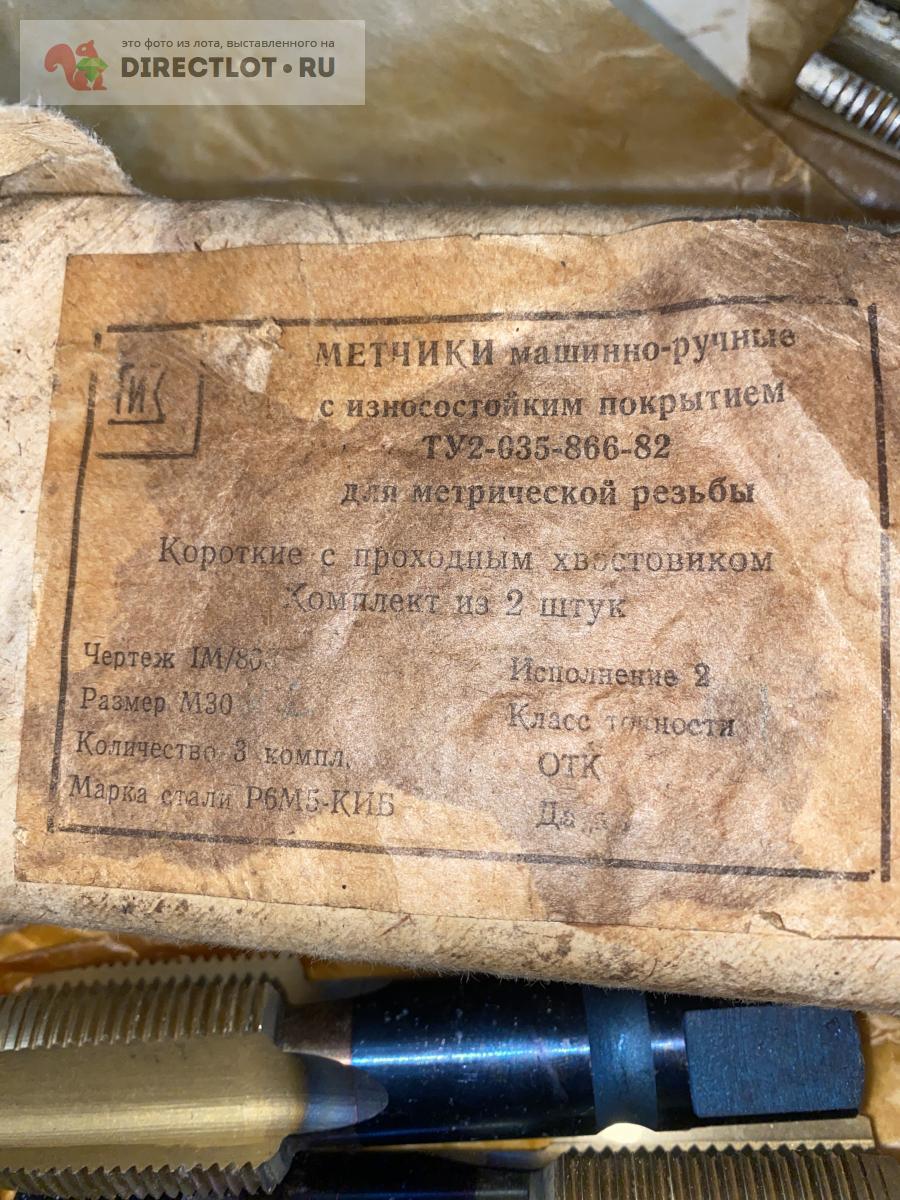 это фото из лота, выставленного на
DIRECTLOT•RU
ГИЗ
МЕТЧИКИ машинно-ручные
с износостойким покрытием
ТУ2-035-866-82
для метрической резьбы
Короткие с проходным хвостовиком
Комплект из 2 штук
Чертеж
Исполнение 2
Размер М30
Класс точности
Количество 3 компл.
ОТК
Марка стали Р6М5-КИБ